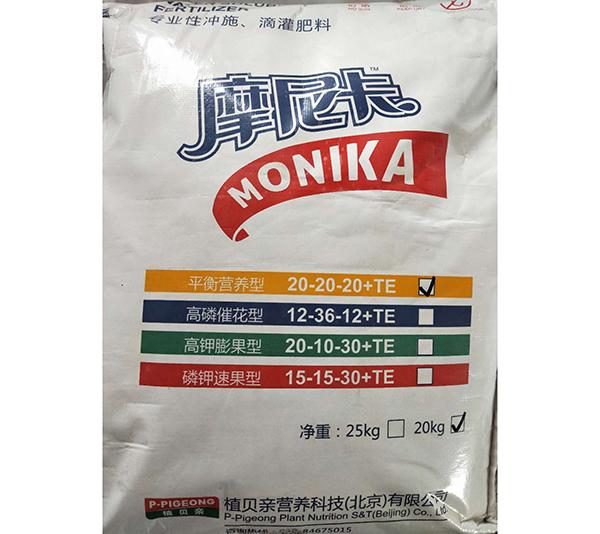 FERTILIZER
专业性冲施、滴灌肥料
摩尼卡™
MONIKA
平衡营养型 20-20-20+TE
高磷催花型 12-36-12+TE
高钾膨果型 20-10-30+TE
磷钾速果型 15-15-30+TE
净重：25kg 20kg
P-PIGEONG
植贝亲
植贝亲营养科技(北京)有限公司
P-Pigeong Plant Nutrition S&T(Beijing) Co., Ltd.
84675015